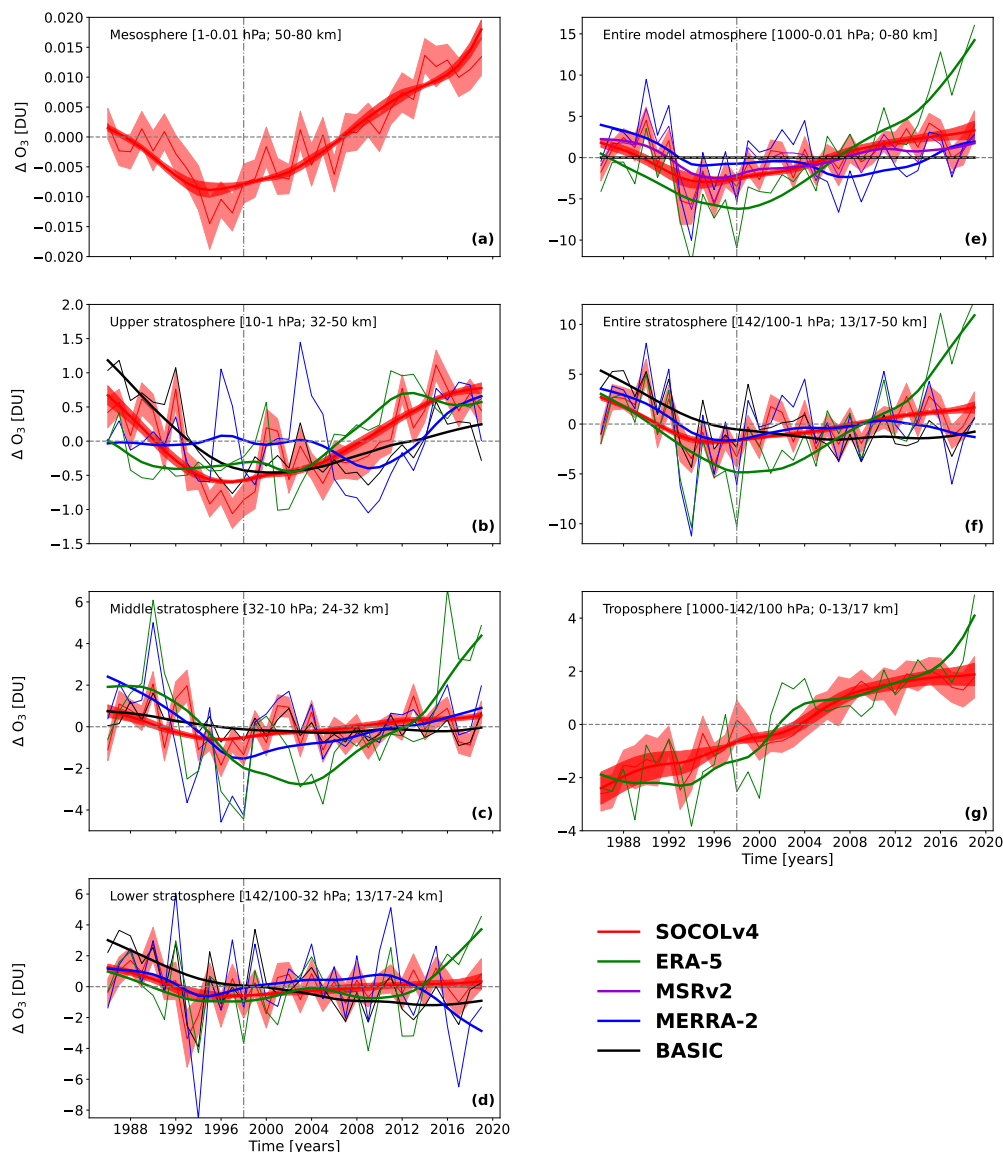 Mesosphere [1-0.01 hPa; 50-80 km]
Δ O3 [DU]
0.020
0.015
0.010
0.005
0.000
−0.005
−0.010
−0.015
−0.020
(a)
Upper stratosphere [10-1 hPa; 32-50 km]
Δ O3 [DU]
2.0
1.5
1.0
0.5
0.0
−0.5
−1.0
−1.5
(b)
Middle stratosphere [32-10 hPa; 24-32 km]
Δ O3 [DU]
6
4
2
0
−2
−4
(c)
Lower stratosphere [142/100-32 hPa; 13/17-24 km]
Δ O3 [DU]
6
4
2
0
−2
−4
−6
−8
(d)
1988 1992 1996 2000 2004 2008 2012 2016 2020
Time [years]
Entire model atmosphere [1000-0.01 hPa; 0-80 km]
15
10
5
0
−5
−10
(e)
Entire stratosphere [142/100-1 hPa; 13/17-50 km]
10
5
0
−5
−10
(f)
Troposphere [1000-142/100 hPa; 0-13/17 km]
4
2
0
−2
−4
(g)
1988 1992 1996 2000 2004 2008 2012 2016 2020
Time [years]
SOCOLv4
ERA-5
MSRv2
MERRA-2
BASIC